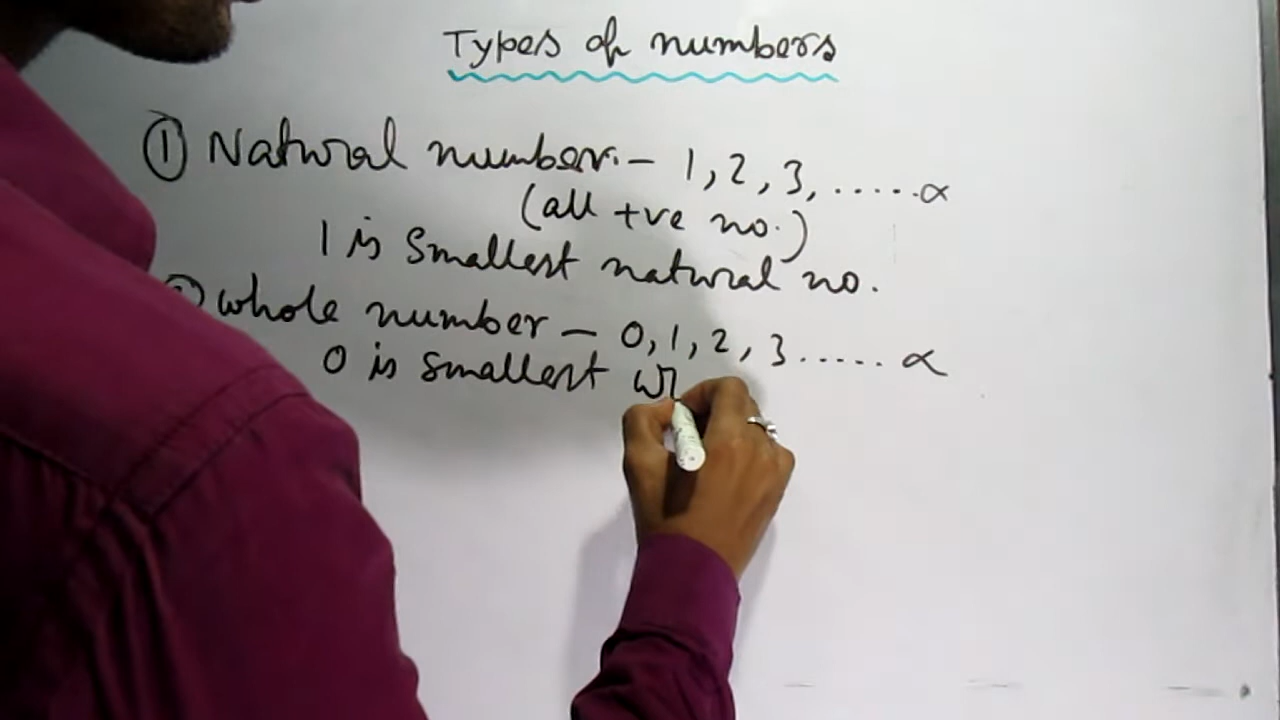 Types of numbers
① Natural number:- 1, 2, 3, ..... α
(all +ve no.)
1 is smallest natural no.
whole number - 0, 1, 2, 3 ..... α
0 is smallest wh